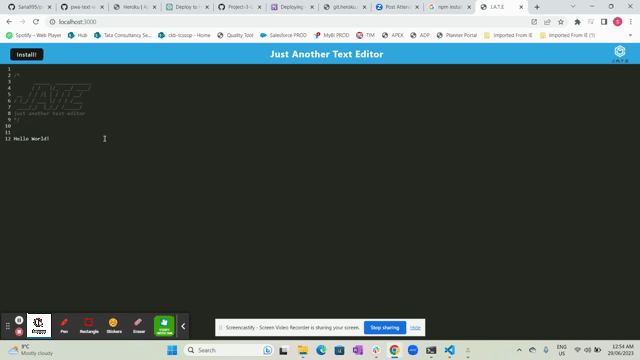 Sana195/p
pwa-text-
Heroku | A
Deploy to
Project-3-
Deploying
git.heroku
Post Atten
npm instal
J.A.T.E
localhost:3000
Spotify - Web Player
Hub
Tata Consultancy Se...
ckb-tcsosp - Home
Quality Tool
Salesforce PROD
MyBI PROD
TIM
APEX
ADP
Planner Portal
Imported From IE
Imported From IE (1)
Install!
Just Another Text Editor
J.A.T.E
1
2 /*
3
4
5
6
7
8 just another text editor
9 */
10
11
12 Hello World!
Pen
Rectangle
Stickers
Eraser
Screencastify - Screen Video Recorder is sharing your screen.
Stop sharing
Hide
9°C
Mostly cloudy
Search
ENG
US
12:54 AM
29/06/2023